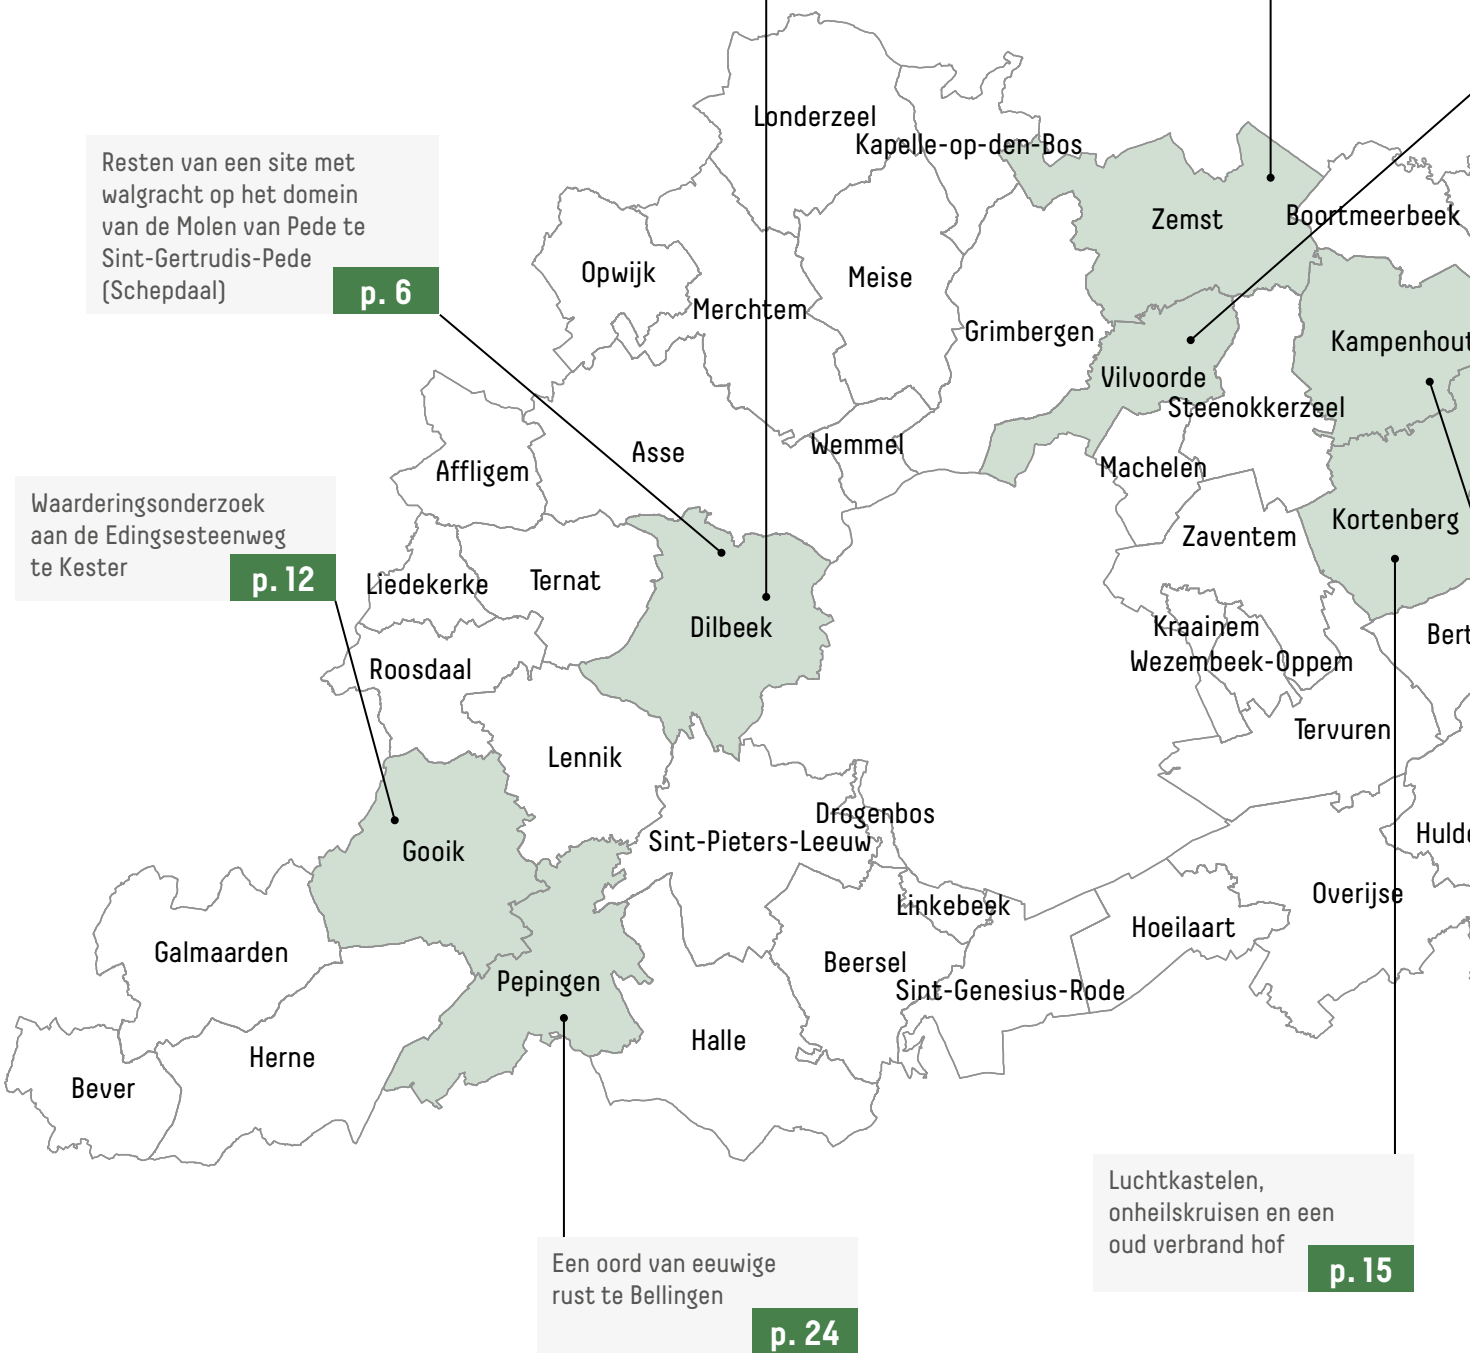 Londerzeel
Kapelle-op-den-Bos
Resten van een site met
walgracht op het domein
van de Molen van Pede te
Sint-Gertrudis-Pede
(Schepdaal)
p. 6
Zemst
Boortmeerbeek
Opwijk
Meise
Merchtem
Grimbergen
Kampenhout
Vilvoorde
Steenokkerzeel
Asse
Wemmel
Affligem
Machelen
Waarderingsonderzoek
aan de Edingsesteenweg
te Kester
p. 12
Kortenberg
Zaventem
Liedekerke
Ternat
Dilbeek
Kraainem
Bert
Wezembeek-Oppem
Roosdaal
Tervuren
Lennik
Drogenbos
Sint-Pieters-Leeuw
Hulde
Gooik
Overijse
Linkebeek
Hoeilaart
Galmaarden
Beersel
Pepingen
Sint-Genesius-Rode
Halle
Herne
Bever
Luchtkastelen,
onheilskruisen en een
oud verbrand hof
p. 15
Een oord van eeuwige
rust te Bellingen
p. 24